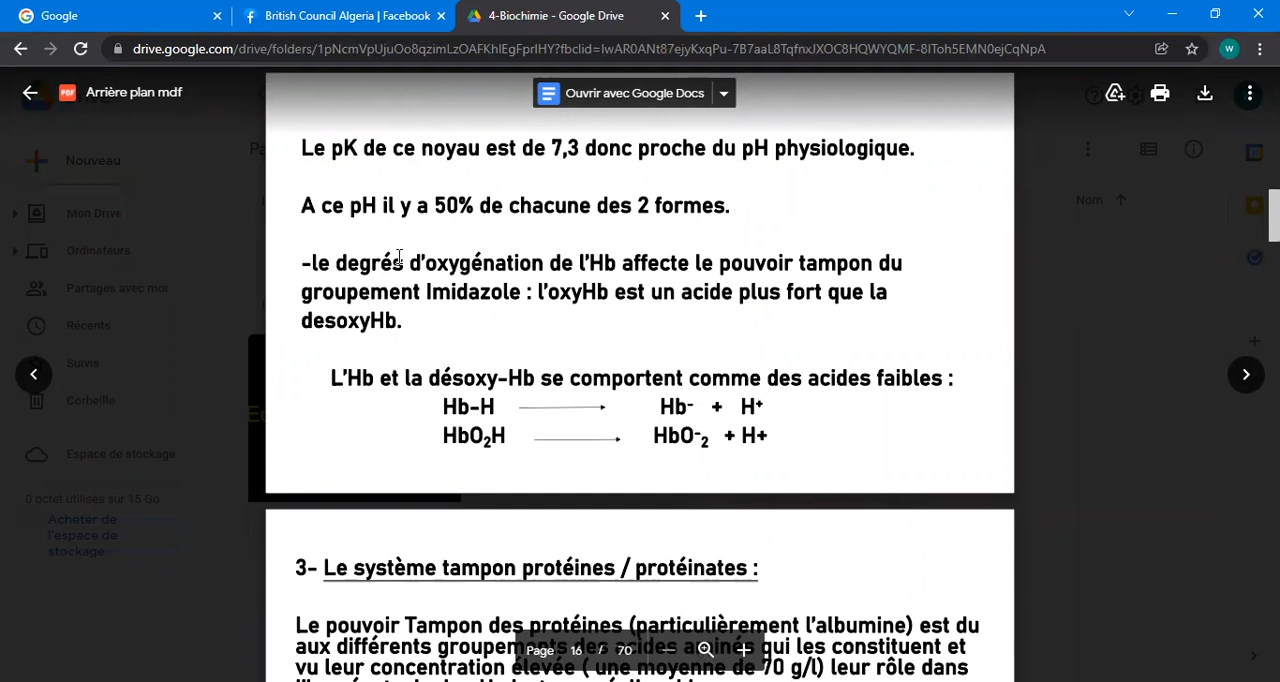 Google
British Council Algeria | Facebook
4-Biochimie - Google Drive
drive.google.com/drive/folders/1pNcmVpUjuOo8qzimLzOAFKhlEgFprIHY?fbclid=IwAR0ANt87ejyKxqPu-7B7aaL8TqfnxJXOC8HQWYQMF-8IToh5EMN0ejCqNpA
W
PDF
Arrière plan mdf
Ouvrir avec Google Docs
Nouveau
Mon Drive
Ordinateurs
Partagés avec moi
Récents
Suivis
Corbeille
Espace de stockage
0 octet utilisés sur 15 Go
Acheter de
l'espace de
stockage
Nom
Le pK de ce noyau est de 7,3 donc proche du pH physiologique.
A ce pH il y a 50% de chacune des 2 formes.
-le degrés d'oxygénation de l'Hb affecte le pouvoir tampon du
groupement Imidazole : l'oxyHb est un acide plus fort que la
desoxyHb.
L'Hb et la désoxy-Hb se comportent comme des acides faibles :
Hb-H → Hb⁻ + H⁺
HbO₂H → HbO⁻₂ + H+
3- Le système tampon protéines / protéinates :
Le pouvoir Tampon des protéines (particulièrement l'albumine) est du
aux différents groupements des acides aminés qui les constituent et
vu leur concentration élevée ( une moyenne de 70 g/l) leur rôle dans
Page 16 / 70